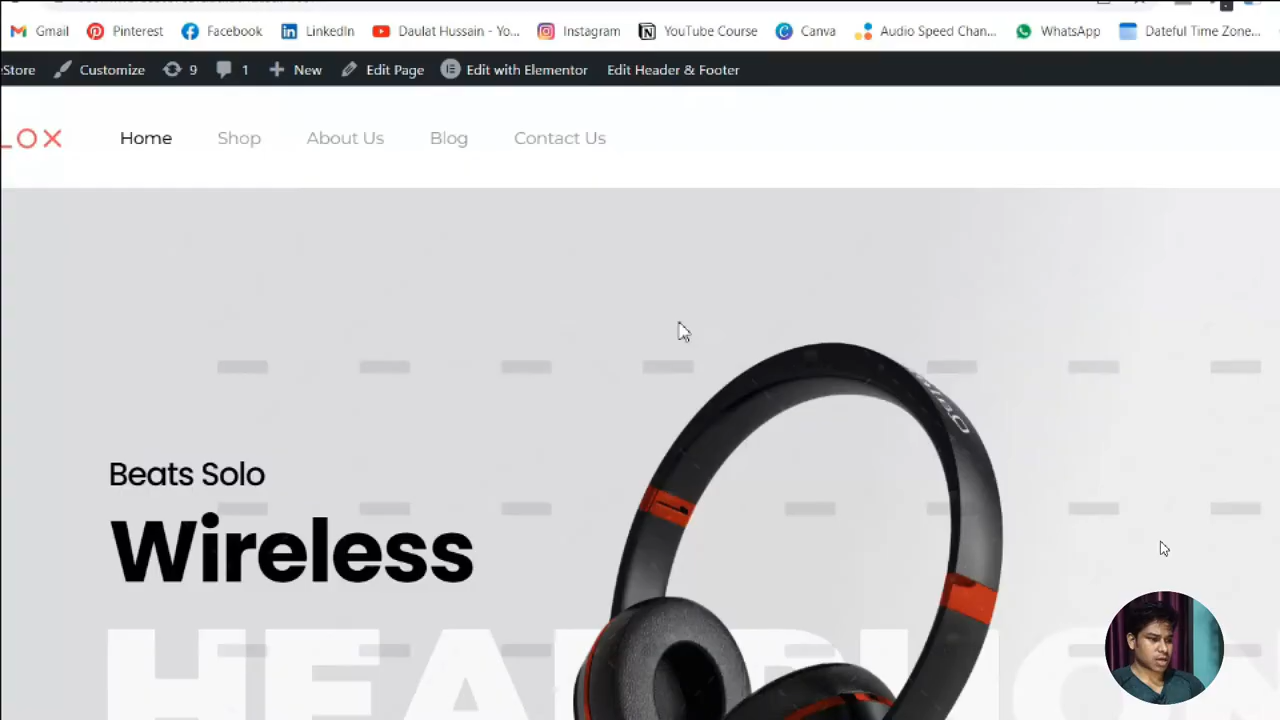 Gmail Pinterest Facebook LinkedIn Daulat Hussain - Yo... Instagram YouTube Course Canva Audio Speed Chan... WhatsApp Dateful Time Zone...
eStore Customize 9 1 New Edit Page Edit with Elementor Edit Header & Footer
LOX Home Shop About Us Blog Contact Us
Beats Solo
Wireless